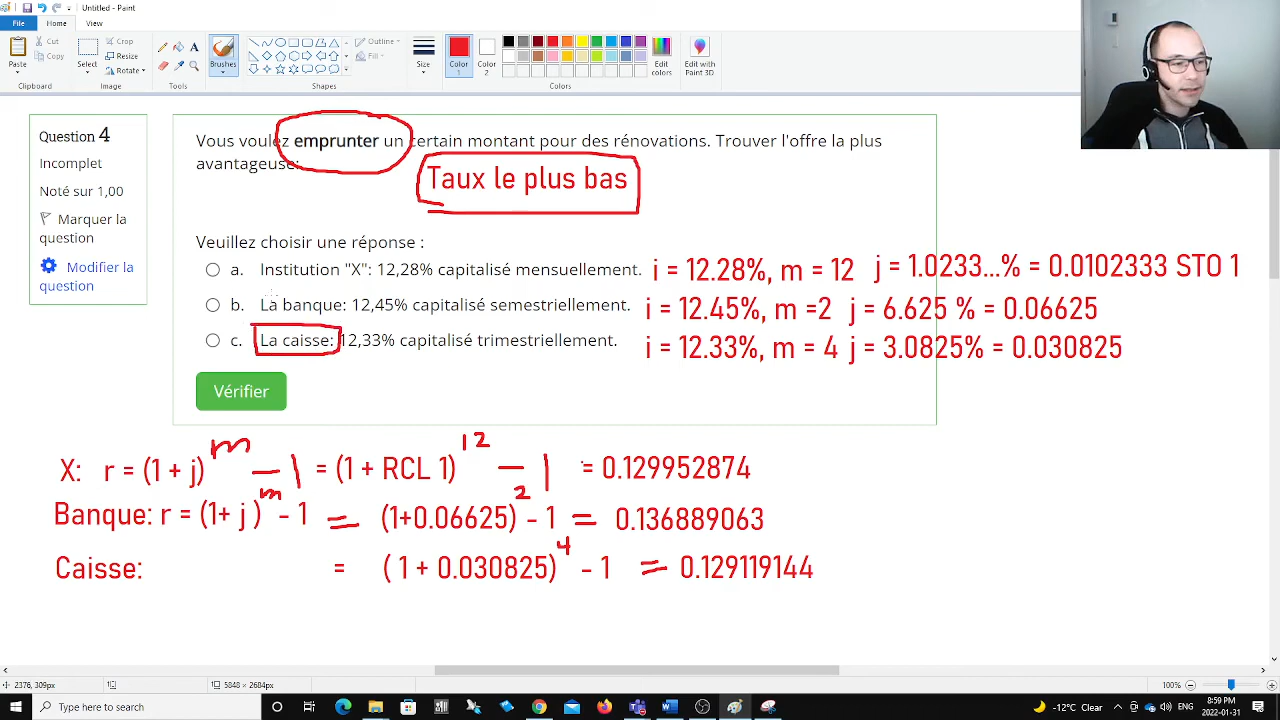 Untitled - Paint
File Home View
Paste
Cut
Copy
Clipboard
Select
Crop
Resize
Rotate
Image
Tools
Brushes
Outline
Fill
Shapes
Size
Color 1
Color 2
Edit colors
Edit with Paint 3D
Colors
Question 4
Incomplet
Noté sur 1,00
Marquer la question
Modifier la question
Vous voulez emprunter un certain montant pour des rénovations. Trouver l'offre la plus
avantageuse:
Taux le plus bas
Veuillez choisir une réponse :
a. Institution "X": 12,28% capitalisé mensuellement. i = 12.28%, m = 12 j = 1.0233...% = 0.0102333 STO 1
b. La banque: 12,45% capitalisé semestriellement. i = 12.45%, m =2 j = 6.625 % = 0.06625
c. La caisse: 12,33% capitalisé trimestriellement. i = 12.33%, m = 4 j = 3.0825% = 0.030825
Vérifier
X: r = (1 + j)^m - 1 = (1 + RCL 1)^12 - 1 = 0.129952874
Banque: r = (1+ j )^m - 1 = (1+0.06625)^2 - 1 = 0.136889063
Caisse: = ( 1 + 0.030825)^4 - 1 = 0.129119144
2376, 309px 5848 × 2684px 100%
Type here to search
-12°C Clear
8:59 PM
2022-01-31